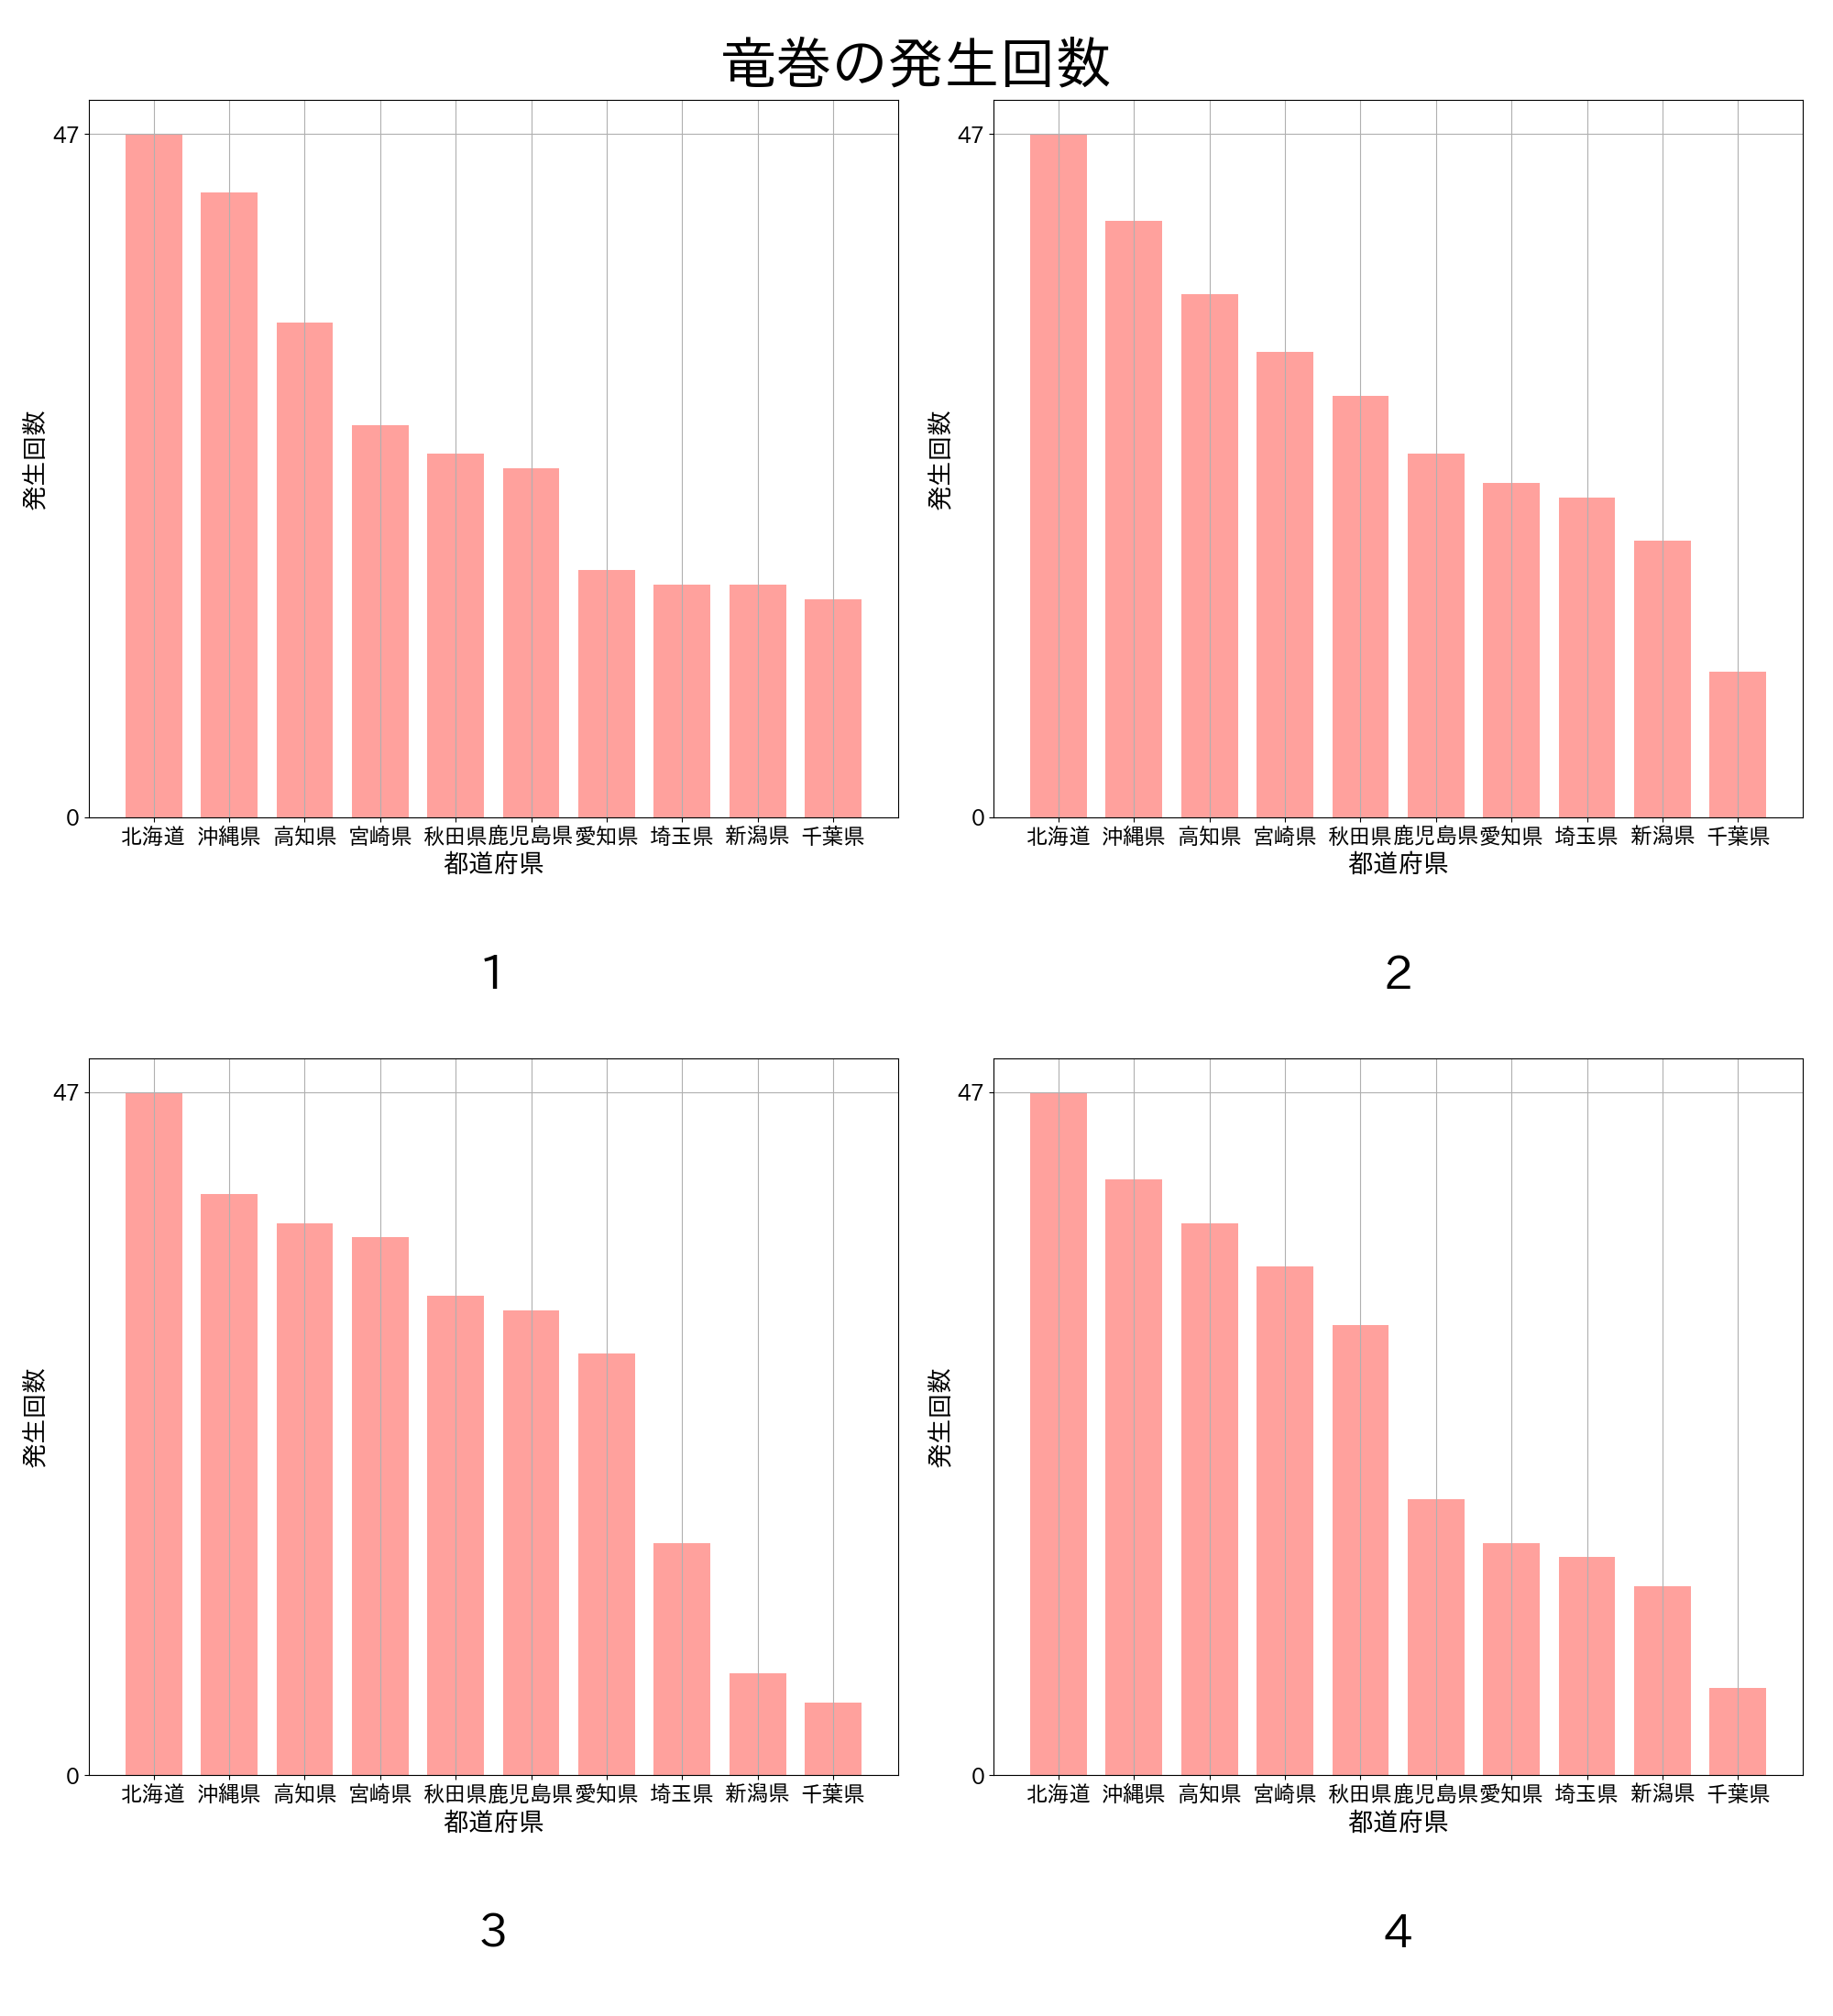 竜巻の発生回数
47
0
発生回数
北海道 沖縄県 高知県 宮崎県 秋田県 鹿児島県 愛知県 埼玉県 新潟県 千葉県
都道府県
1
47
0
発生回数
北海道 沖縄県 高知県 宮崎県 秋田県 鹿児島県 愛知県 埼玉県 新潟県 千葉県
都道府県
2
47
0
発生回数
北海道 沖縄県 高知県 宮崎県 秋田県 鹿児島県 愛知県 埼玉県 新潟県 千葉県
都道府県
3
47
0
発生回数
北海道 沖縄県 高知県 宮崎県 秋田県 鹿児島県 愛知県 埼玉県 新潟県 千葉県
都道府県
4